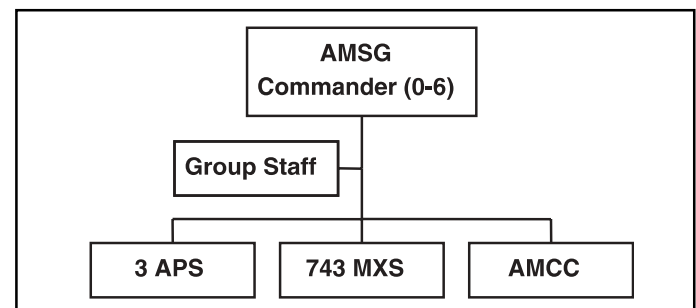 AMSG
Commander (0-6)
Group Staff
3 APS
743 MXS
AMCC